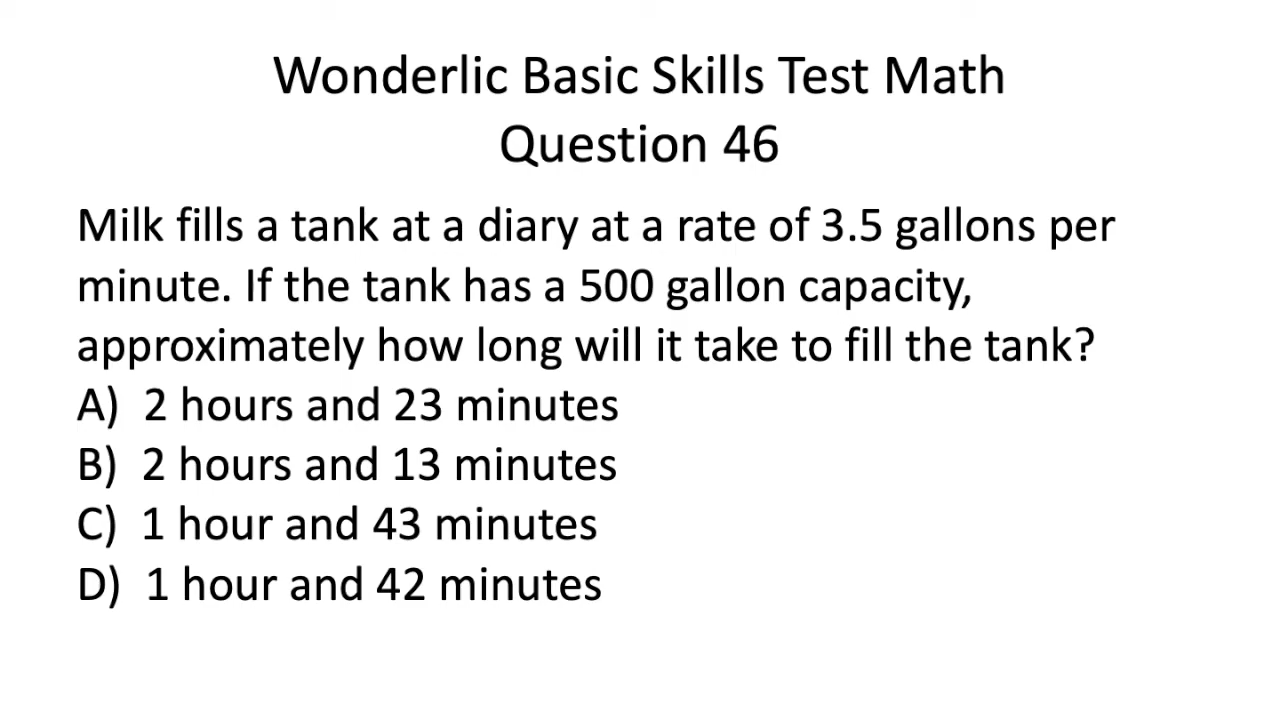 Wonderlic Basic Skills Test Math
Question 46
Milk fills a tank at a diary at a rate of 3.5 gallons per
minute. If the tank has a 500 gallon capacity,
approximately how long will it take to fill the tank?
A) 2 hours and 23 minutes
B) 2 hours and 13 minutes
C) 1 hour and 43 minutes
D) 1 hour and 42 minutes